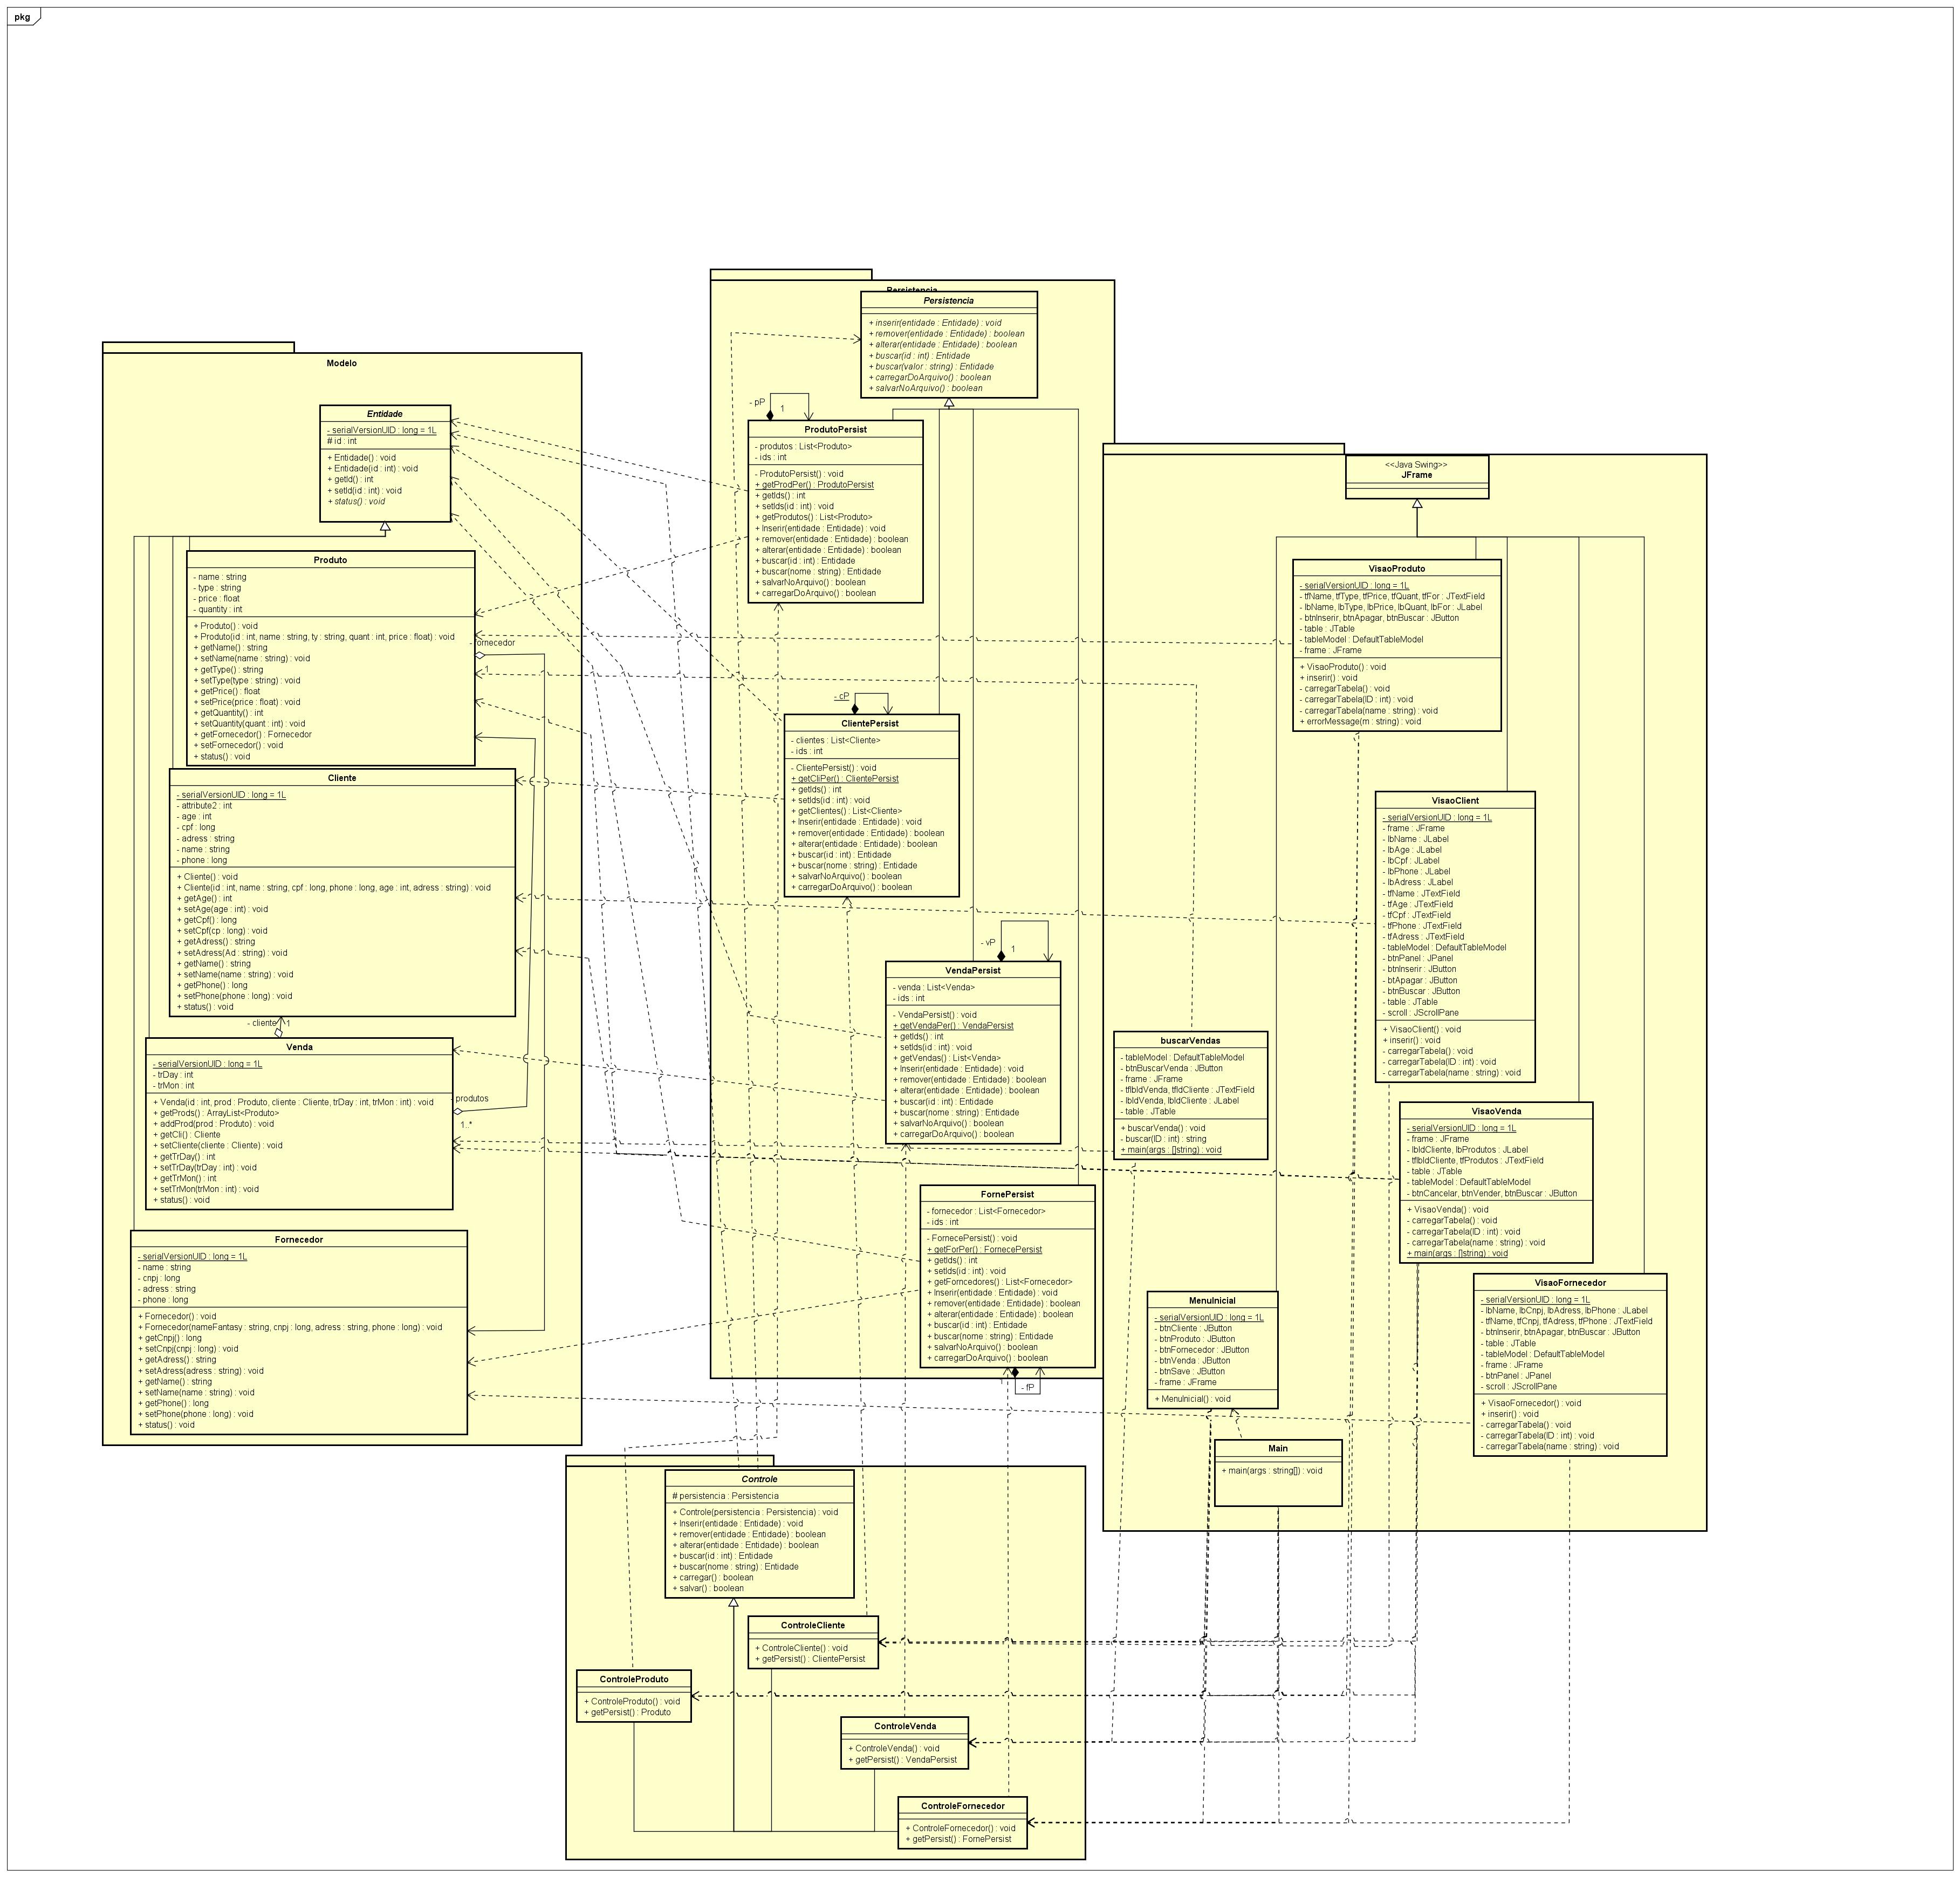 pkg
Modelo
Entidade
- serialVersionUID : long = 1L
# id : int
+ Entidade() : void
+ Entidade(id : int) : void
+ getId() : int
+ setId(id : int) : void
+ status() : void
Produto
- name : string
- type : string
- price : float
- quantity : int
+ Produto() : void
+ Produto(id : int, name : string, ty : string, quant : int, price : float) : void
+ getName() : string
+ setName(name : string) : void
+ getType() : string
+ setType(type : string) : void
+ getPrice() : float
+ setPrice(price : float) : void
+ getQuantity() : int
+ setQuantity(quant : int) : void
+ getFornecedor() : Fornecedor
+ setFornecedor() : void
+ status() : void
- fornecedor
1
Cliente
- serialVersionUID : long = 1L
- attribute2 : int
- age : int
- cpf : long
- adress : string
- name : string
- phone : long
+ Cliente() : void
+ Cliente(id : int, name : string, cpf : long, phone : long, age : int, adress : string) : void
+ getAge() : int
+ setAge(age : int) : void
+ getCpf() : long
+ setCpf(cp : long) : void
+ getAdress() : string
+ setAdress(Ad : string) : void
+ getName() : string
+ setName(name : string) : void
+ getPhone() : long
+ setPhone(phone : long) : void
+ status() : void
- cliente
1
Venda
- serialVersionUID : long = 1L
- trDay : int
- trMon : int
+ Venda(id : int, prod : Produto, cliente : Cliente, trDay : int, trMon : int) : void
+ getProds() : ArrayList<Produto>
+ addProd(prod : Produto) : void
+ getCli() : Cliente
+ setCliente(cliente : Cliente) : void
+ getTrDay() : int
+ setTrDay(trDay : int) : void
+ getTrMon() : int
+ setTrMon(trMon : int) : void
+ status() : void
produtos
1..*
Fornecedor
- serialVersionUID : long = 1L
- name : string
- cnpj : long
- adress : string
- phone : long
+ Fornecedor() : void
+ Fornecedor(nameFantasy : string, cnpj : long, adress : string, phone : long) : void
+ getCnpj() : long
+ setCnpj(cnpj : long) : void
+ getAdress() : string
+ setAdress(adress : string) : void
+ getName() : string
+ setName(name : string) : void
+ getPhone() : long
+ setPhone(phone : long) : void
+ status() : void
Persistencia
Persistencia
+ inserir(entidade : Entidade) : void
+ remover(entidade : Entidade) : boolean
+ alterar(entidade : Entidade) : boolean
+ buscar(id : int) : Entidade
+ buscar(valor : string) : Entidade
+ carregarDoArquivo() : boolean
+ salvarNoArquivo() : boolean
- pP
1
ProdutoPersist
- produtos : List<Produto>
- ids : int
- ProdutoPersist() : void
+ getProdPer() : ProdutoPersist
+ getIds() : int
+ setIds(id : int) : void
+ getProdutos() : List<Produto>
+ Inserir(entidade : Entidade) : void
+ remover(entidade : Entidade) : boolean
+ alterar(entidade : Entidade) : boolean
+ buscar(id : int) : Entidade
+ buscar(nome : string) : Entidade
+ salvarNoArquivo() : boolean
+ carregarDoArquivo() : boolean
- cP
ClientePersist
- clientes : List<Cliente>
- ids : int
- ClientePersist() : void
+ getCliPer() : ClientePersist
+ getIds() : int
+ setIds(id : int) : void
+ getClientes() : List<Cliente>
+ Inserir(entidade : Entidade) : void
+ remover(entidade : Entidade) : boolean
+ alterar(entidade : Entidade) : boolean
+ buscar(id : int) : Entidade
+ buscar(nome : string) : Entidade
+ salvarNoArquivo() : boolean
+ carregarDoArquivo() : boolean
- vP
1
VendaPersist
- venda : List<Venda>
- ids : int
- VendaPersist() : void
+ getVendaPer() : VendaPersist
+ getIds() : int
+ setIds(id : int) : void
+ getVendas() : List<Venda>
+ Inserir(entidade : Entidade) : void
+ remover(entidade : Entidade) : boolean
+ alterar(entidade : Entidade) : boolean
+ buscar(id : int) : Entidade
+ buscar(nome : string) : Entidade
+ salvarNoArquivo() : boolean
+ carregarDoArquivo() : boolean
FornePersist
- fornecedor : List<Fornecedor>
- ids : int
- FornecePersist() : void
+ getForPer() : FornecePersist
+ getIds() : int
+ setIds(id : int) : void
+ getForncedores() : List<Fornecedor>
+ Inserir(entidade : Entidade) : void
+ remover(entidade : Entidade) : boolean
+ alterar(entidade : Entidade) : boolean
+ buscar(id : int) : Entidade
+ buscar(nome : string) : Entidade
+ salvarNoArquivo() : boolean
+ carregarDoArquivo() : boolean
- fP
<<Java Swing>>
JFrame
VisaoProduto
- serialVersionUID : long = 1L
- tfName, tfType, tfPrice, tfQuant, tfFor : JTextField
- lbName, lbType, lbPrice, lbQuant, lbFor : JLabel
- btnInserir, btnApagar, btnBuscar : JButton
- table : JTable
- tableModel : DefaultTableModel
- frame : JFrame
+ VisaoProduto() : void
+ inserir() : void
- carregarTabela() : void
- carregarTabela(ID : int) : void
- carregarTabela(name : string) : void
+ errorMessage(m : string) : void
VisaoClient
- serialVersionUID : long = 1L
- frame : JFrame
- lbName : JLabel
- lbAge : JLabel
- lbCpf : JLabel
- lbPhone : JLabel
- lbAdress : JLabel
- tfName : JTextField
- tfAge : JTextField
- tfCpf : JTextField
- tfPhone : JTextField
- tfAdress : JTextField
- tableModel : DefaultTableModel
- btnPanel : JPanel
- btnInserir : JButton
- btApagar : JButton
- btnBuscar : JButton
- table : JTable
- scroll : JScrollPane
+ VisaoClient() : void
+ inserir() : void
- carregarTabela() : void
- carregarTabela(ID : int) : void
- carregarTabela(name : string) : void
buscarVendas
- tableModel : DefaultTableModel
- btnBuscarVenda : JButton
- frame : JFrame
- tfIbIdVenda, tfIdCliente : JTextField
- lbIdVenda, lbIdCliente : JLabel
- table : JTable
+ buscarVenda() : void
- buscar(ID : int) : string
+ main(args : []string) : void
VisaoVenda
- serialVersionUID : long = 1L
- frame : JFrame
- lbIdCliente, lbProdutos : JLabel
- tfIbIdCliente, tfProdutos : JTextField
- table : JTable
- tableModel : DefaultTableModel
- btnCancelar, btnVender, btnBuscar : JButton
+ VisaoVenda() : void
- carregarTabela() : void
- carregarTabela(ID : int) : void
- carregarTabela(name : string) : void
+ main(args : []string) : void
VisaoFornecedor
- serialVersionUID : long = 1L
- lbName, lbCnpj, lbAdress, lbPhone : JLabel
- tfName, tfCnpj, tfAdress, tfPhone : JTextField
- btnInserir, btnApagar, btnBuscar : JButton
- table : JTable
- tableModel : DefaultTableModel
- frame : JFrame
- btnPanel : JPanel
- scroll : JScrollPane
+ VisaoFornecedor() : void
+ inserir() : void
- carregarTabela() : void
- carregarTabela(ID : int) : void
- carregarTabela(name : string) : void
MenuInicial
- serialVersionUID : long = 1L
- btnCliente : JButton
- btnProduto : JButton
- btnFornecedor : JButton
- btnVenda : JButton
- btnSave : JButton
- frame : JFrame
+ MenuInicial() : void
Main
+ main(args : string[]) : void
Controle
# persistencia : Persistencia
+ Controle(persistencia : Persistencia) : void
+ Inserir(entidade : Entidade) : void
+ remover(entidade : Entidade) : boolean
+ alterar(entidade : Entidade) : boolean
+ buscar(id : int) : Entidade
+ buscar(nome : string) : Entidade
+ carregar() : boolean
+ salvar() : boolean
ControleCliente
+ ControleCliente() : void
+ getPersist() : ClientePersist
ControleProduto
+ ControleProduto() : void
+ getPersist() : Produto
ControleVenda
+ ControleVenda() : void
+ getPersist() : VendaPersist
ControleFornecedor
+ ControleFornecedor() : void
+ getPersist() : FornePersist